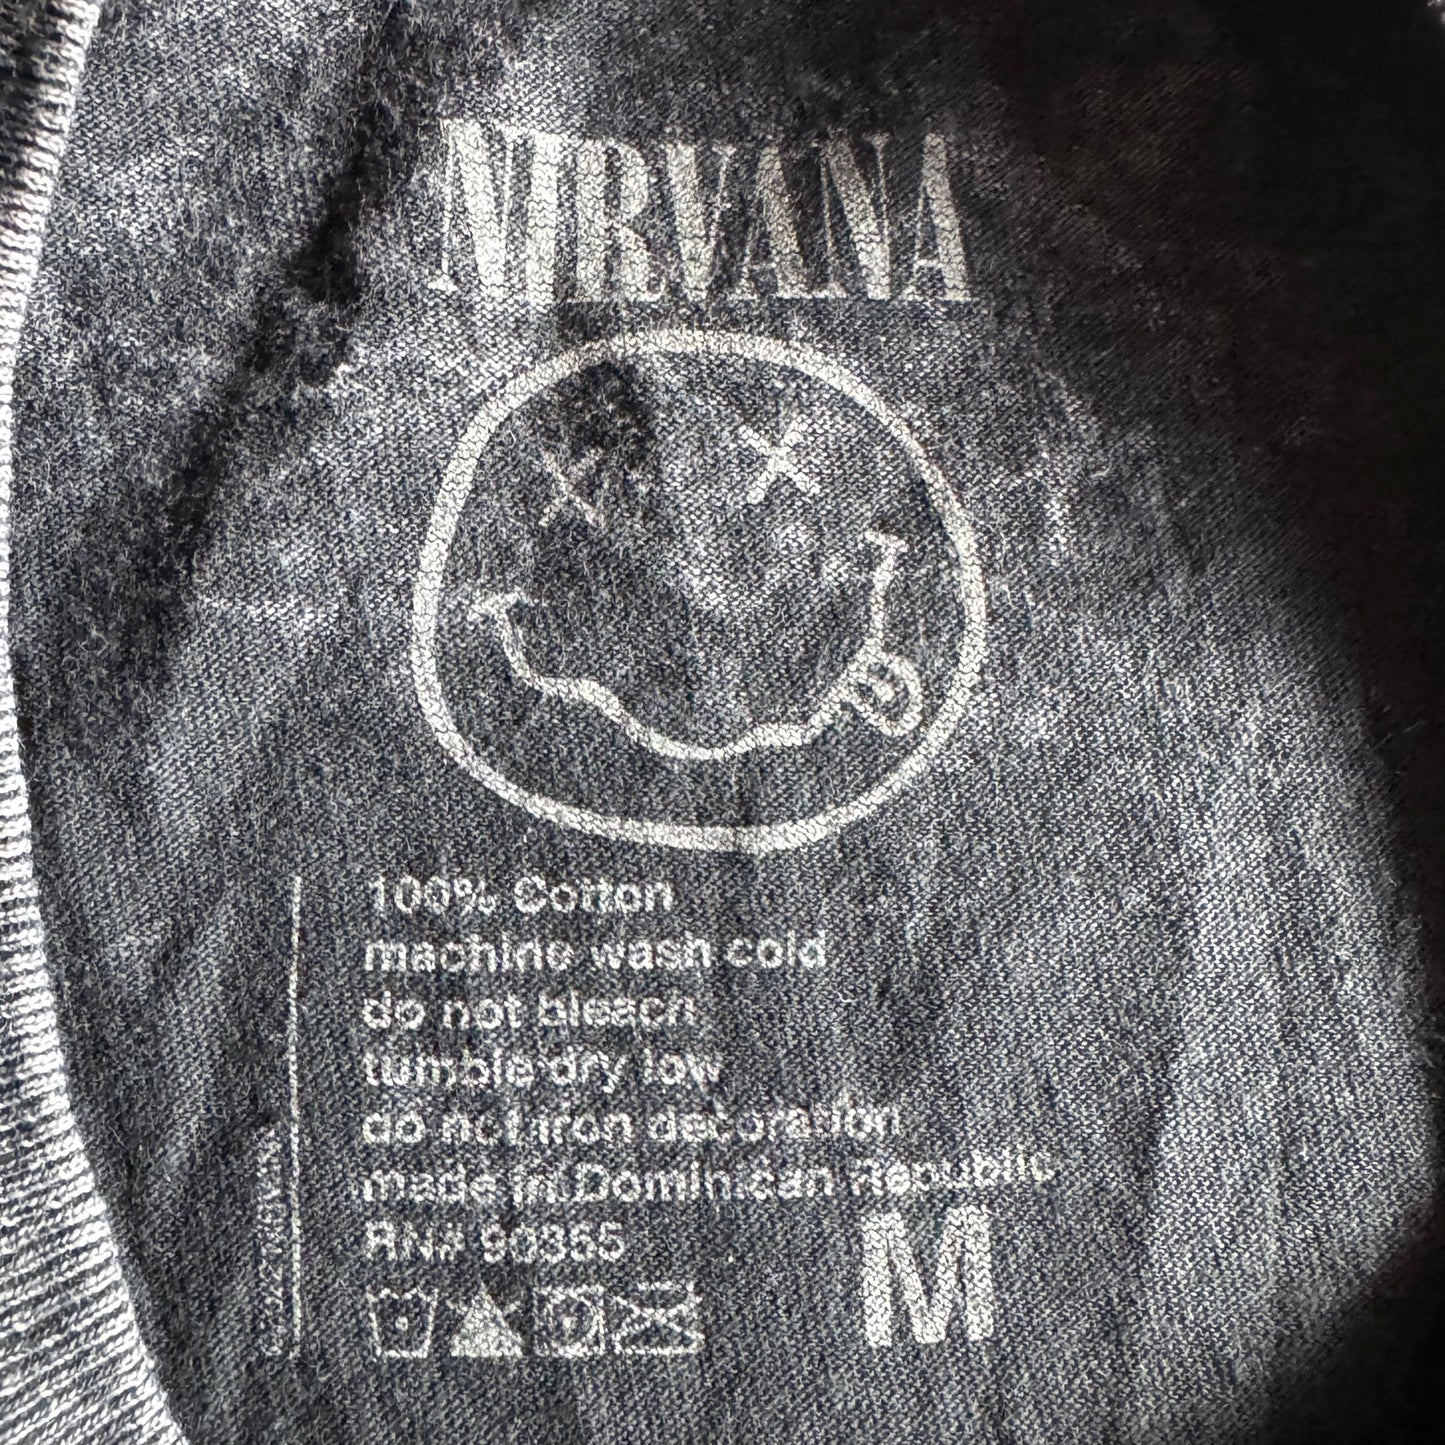 NIRVANA
100% Cotton
machine wash cold
do not bleach
tumble dry low
do not iron decoration
made in Dominican Republic
RN# 90355
M